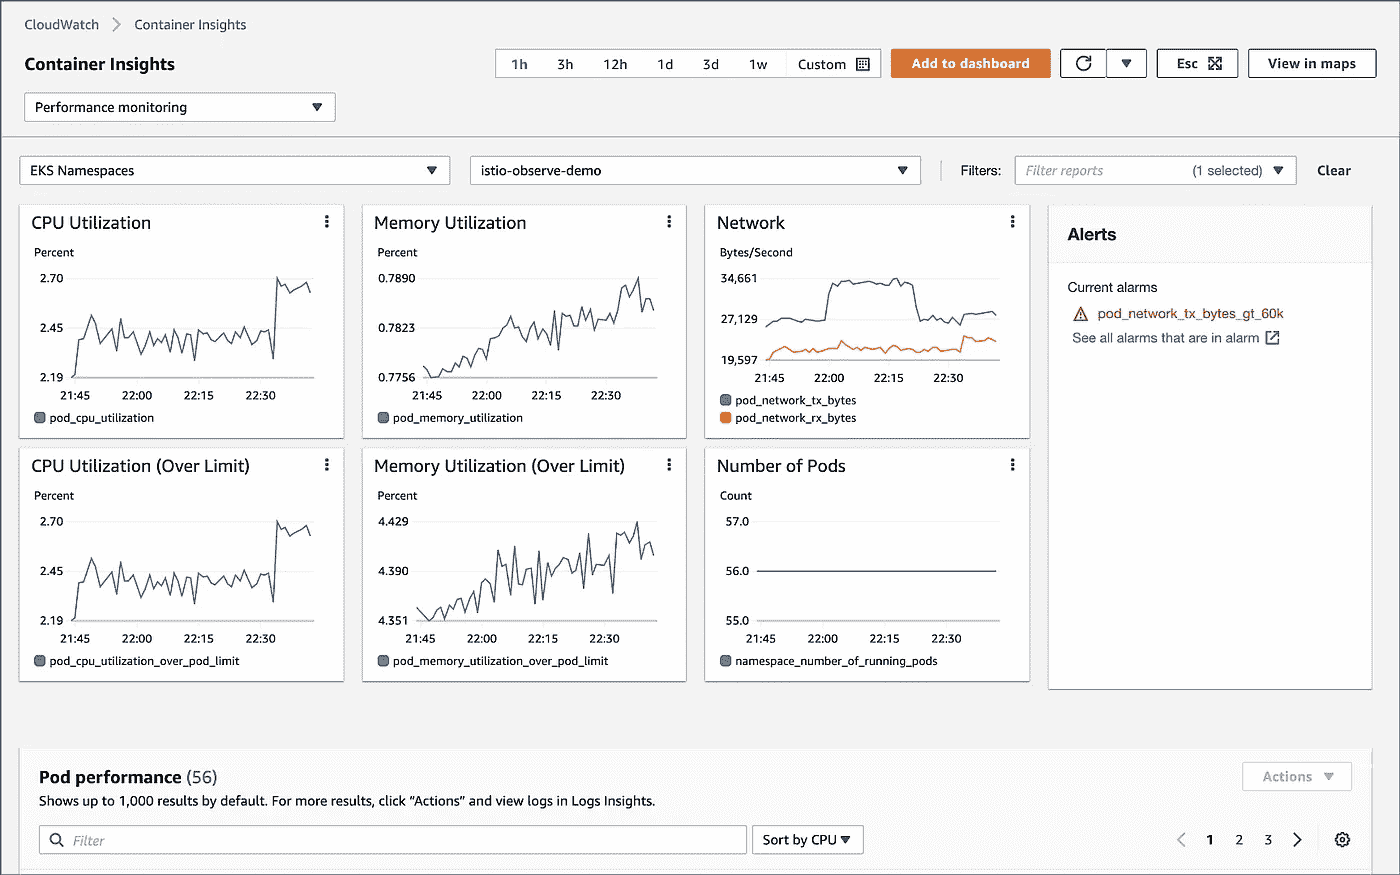 CloudWatch > Container Insights
Container Insights
1h 3h 12h 1d 3d 1w Custom
Add to dashboard
Esc
View in maps
Performance monitoring
EKS Namespaces
istio-observe-demo
Filters:
Filter reports (1 selected)
Clear
CPU Utilization
Percent
2.70
2.45
2.19
21:45 22:00 22:15 22:30
pod_cpu_utilization
Memory Utilization
Percent
0.7890
0.7823
0.7756
21:45 22:00 22:15 22:30
pod_memory_utilization
Network
Bytes/Second
34,661
27,129
19,597
21:45 22:00 22:15 22:30
pod_network_tx_bytes
pod_network_rx_bytes
Alerts
Current alarms
pod_network_tx_bytes_gt_60k
See all alarms that are in alarm
CPU Utilization (Over Limit)
Percent
2.70
2.45
2.19
21:45 22:00 22:15 22:30
pod_cpu_utilization_over_pod_limit
Memory Utilization (Over Limit)
Percent
4.429
4.390
4.351
21:45 22:00 22:15 22:30
pod_memory_utilization_over_pod_limit
Number of Pods
Count
57.0
56.0
55.0
21:45 22:00 22:15 22:30
namespace_number_of_running_pods
Pod performance (56)
Actions
Shows up to 1,000 results by default. For more results, click “Actions” and view logs in Logs Insights.
Filter
Sort by CPU
1 2 3